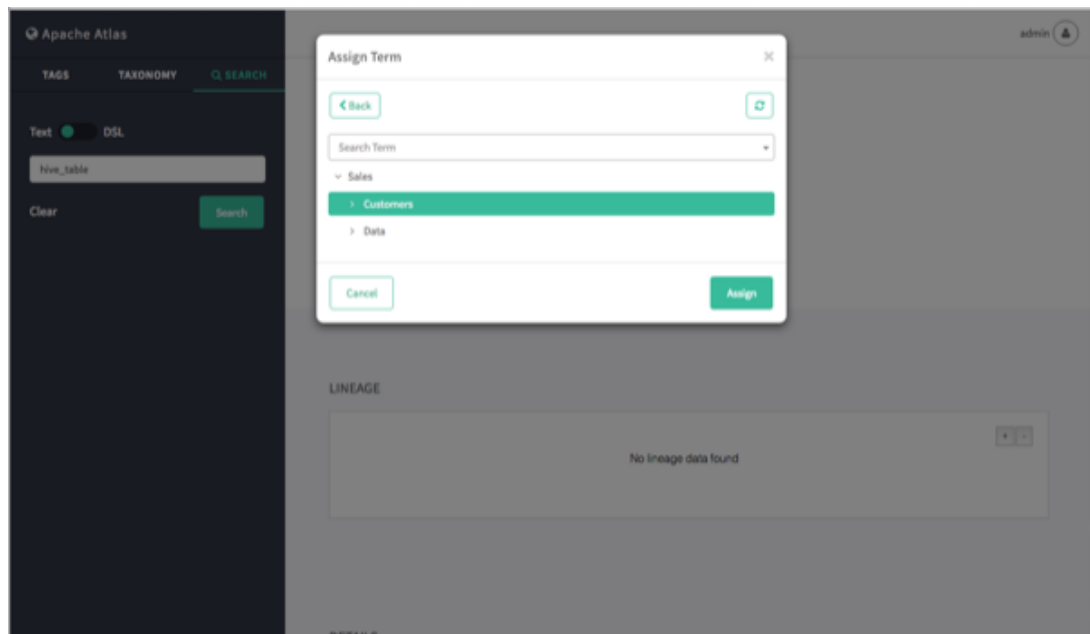 Apache Atlas
admin
TAGS TAXONOMY SEARCH
Text DSL
hive_table
Clear Search
Assign Term
×
Back
Search Term
Sales
Customers
Data
Cancel Assign
LINEAGE
+ -
No lineage data found
DETAILS